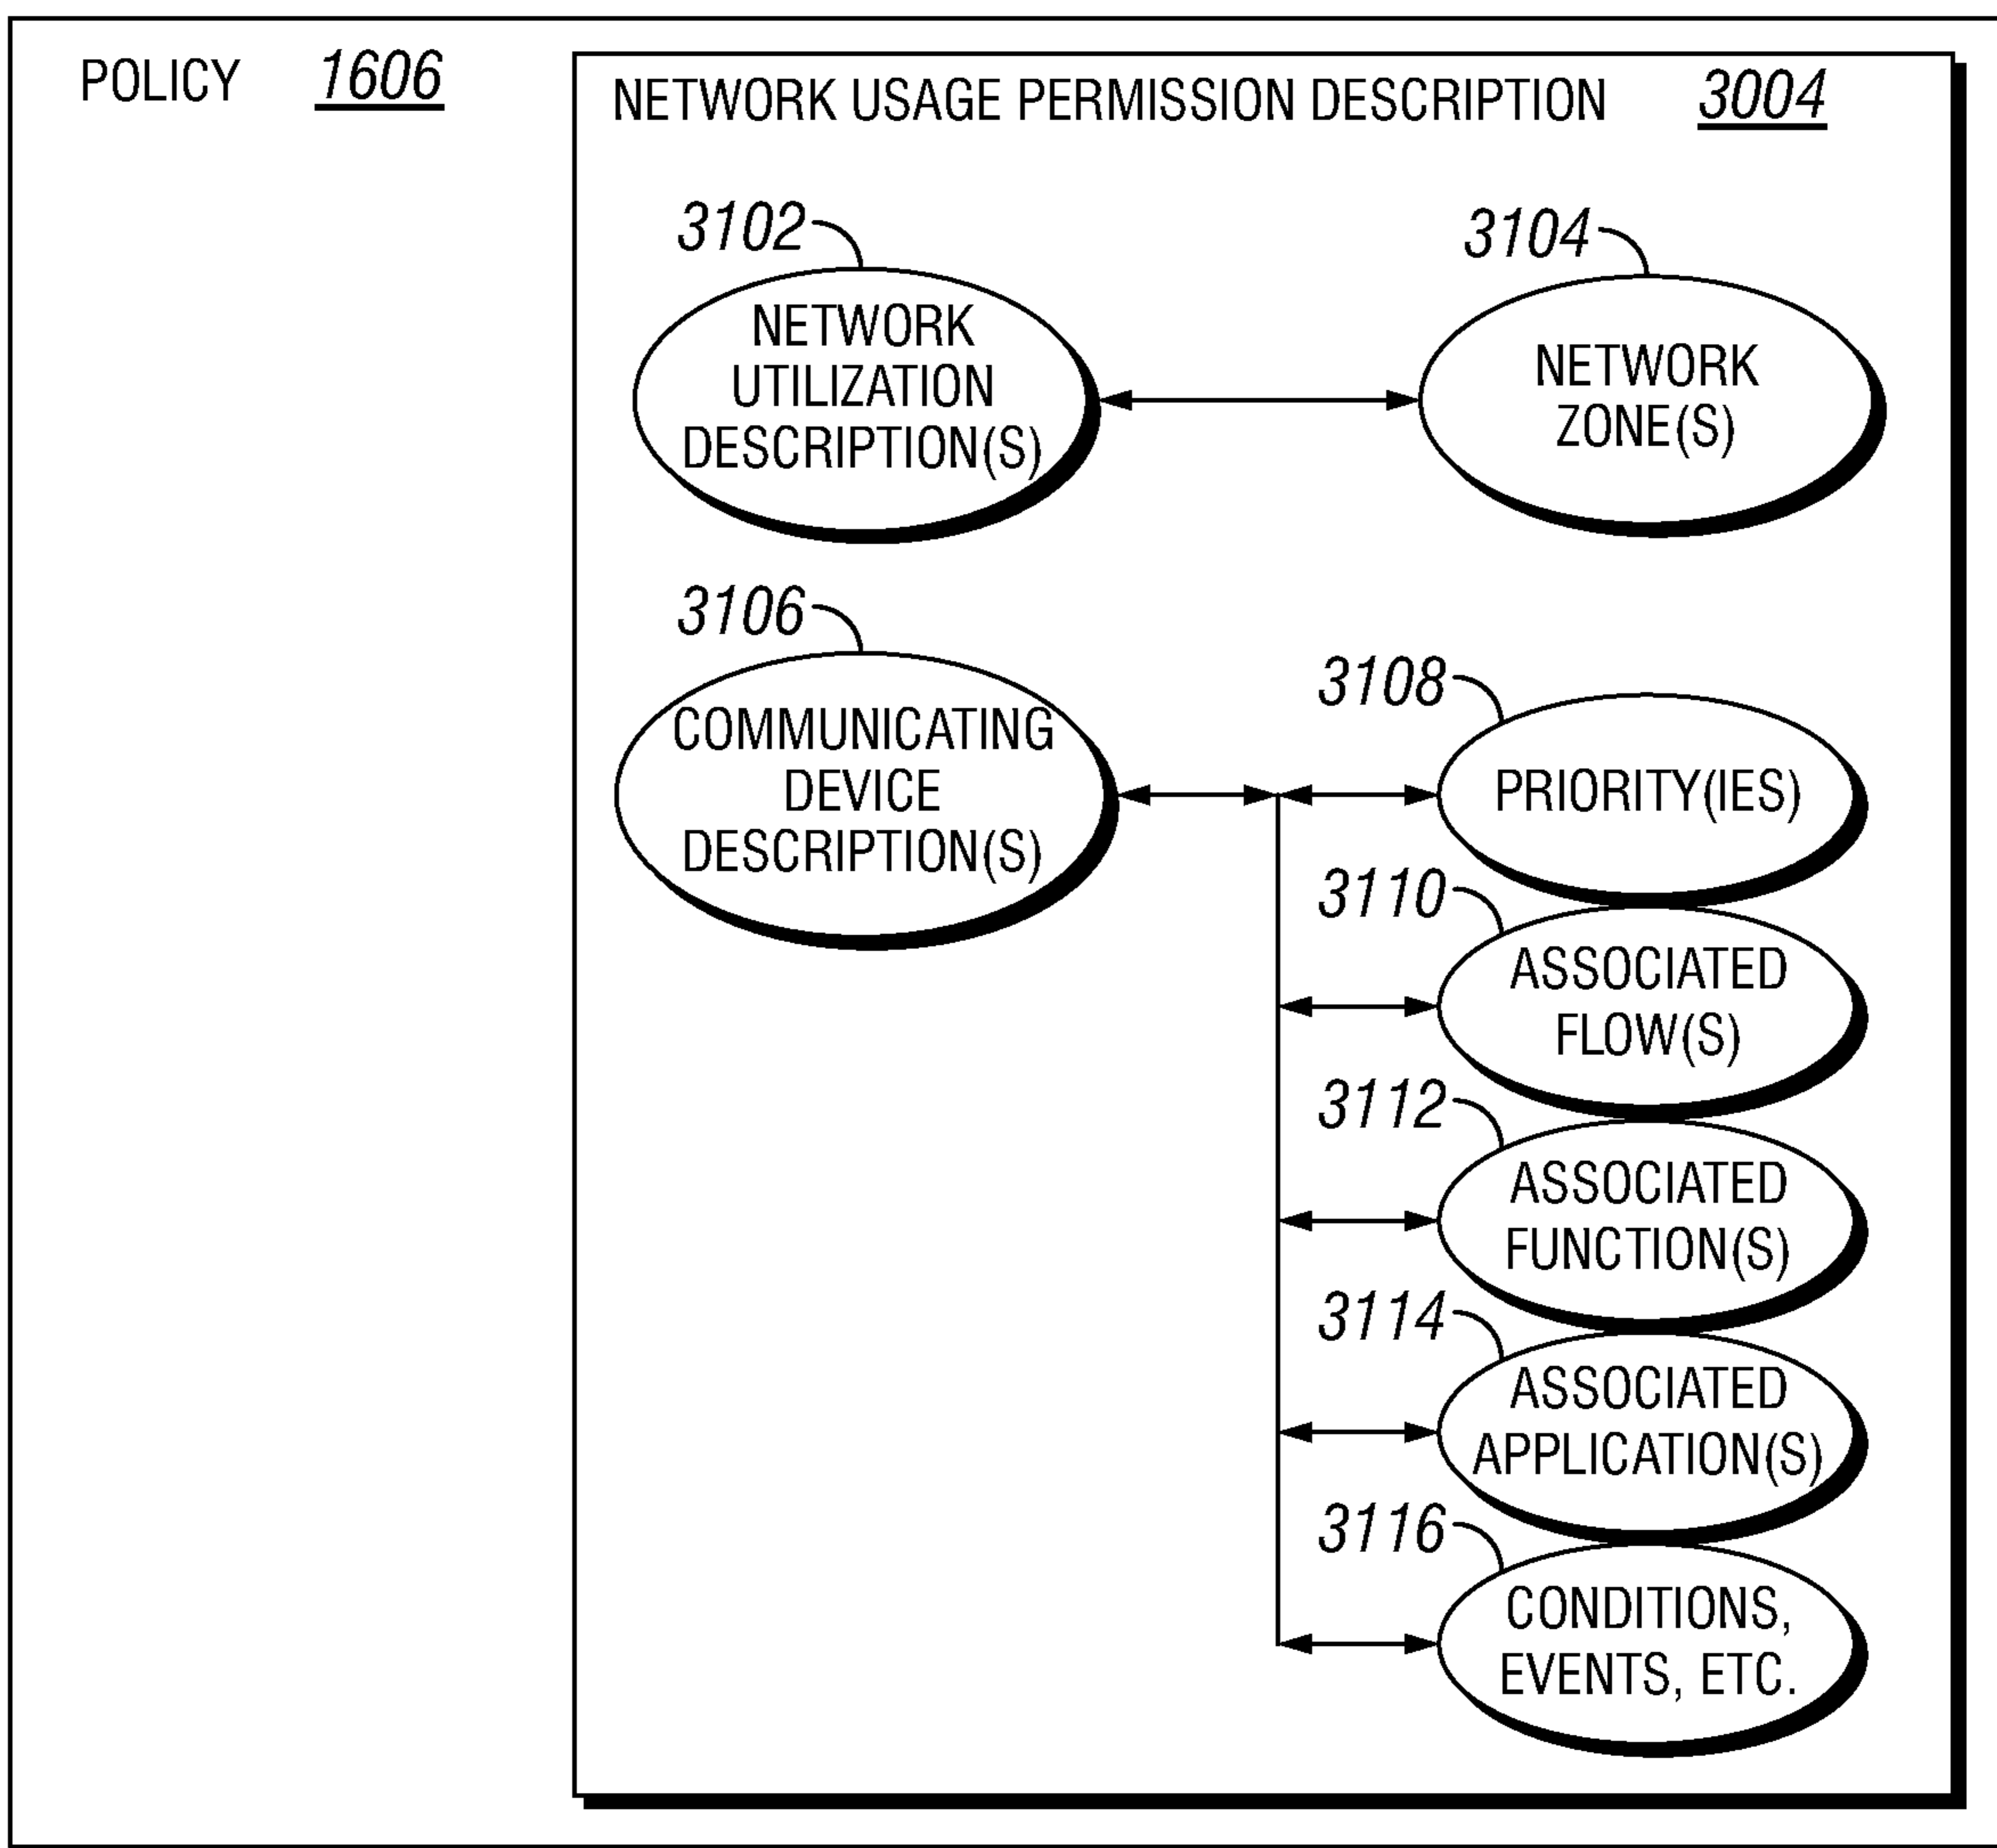 POLICY 1606
NETWORK USAGE PERMISSION DESCRIPTION 3004
3102
NETWORK
UTILIZATION
DESCRIPTION(S)
3104
NETWORK
ZONE(S)
3106
COMMUNICATING
DEVICE
DESCRIPTION(S)
3108
PRIORITY(IES)
3110
ASSOCIATED
FLOW(S)
3112
ASSOCIATED
FUNCTION(S)
3114
ASSOCIATED
APPLICATION(S)
3116
CONDITIONS,
EVENTS, ETC.